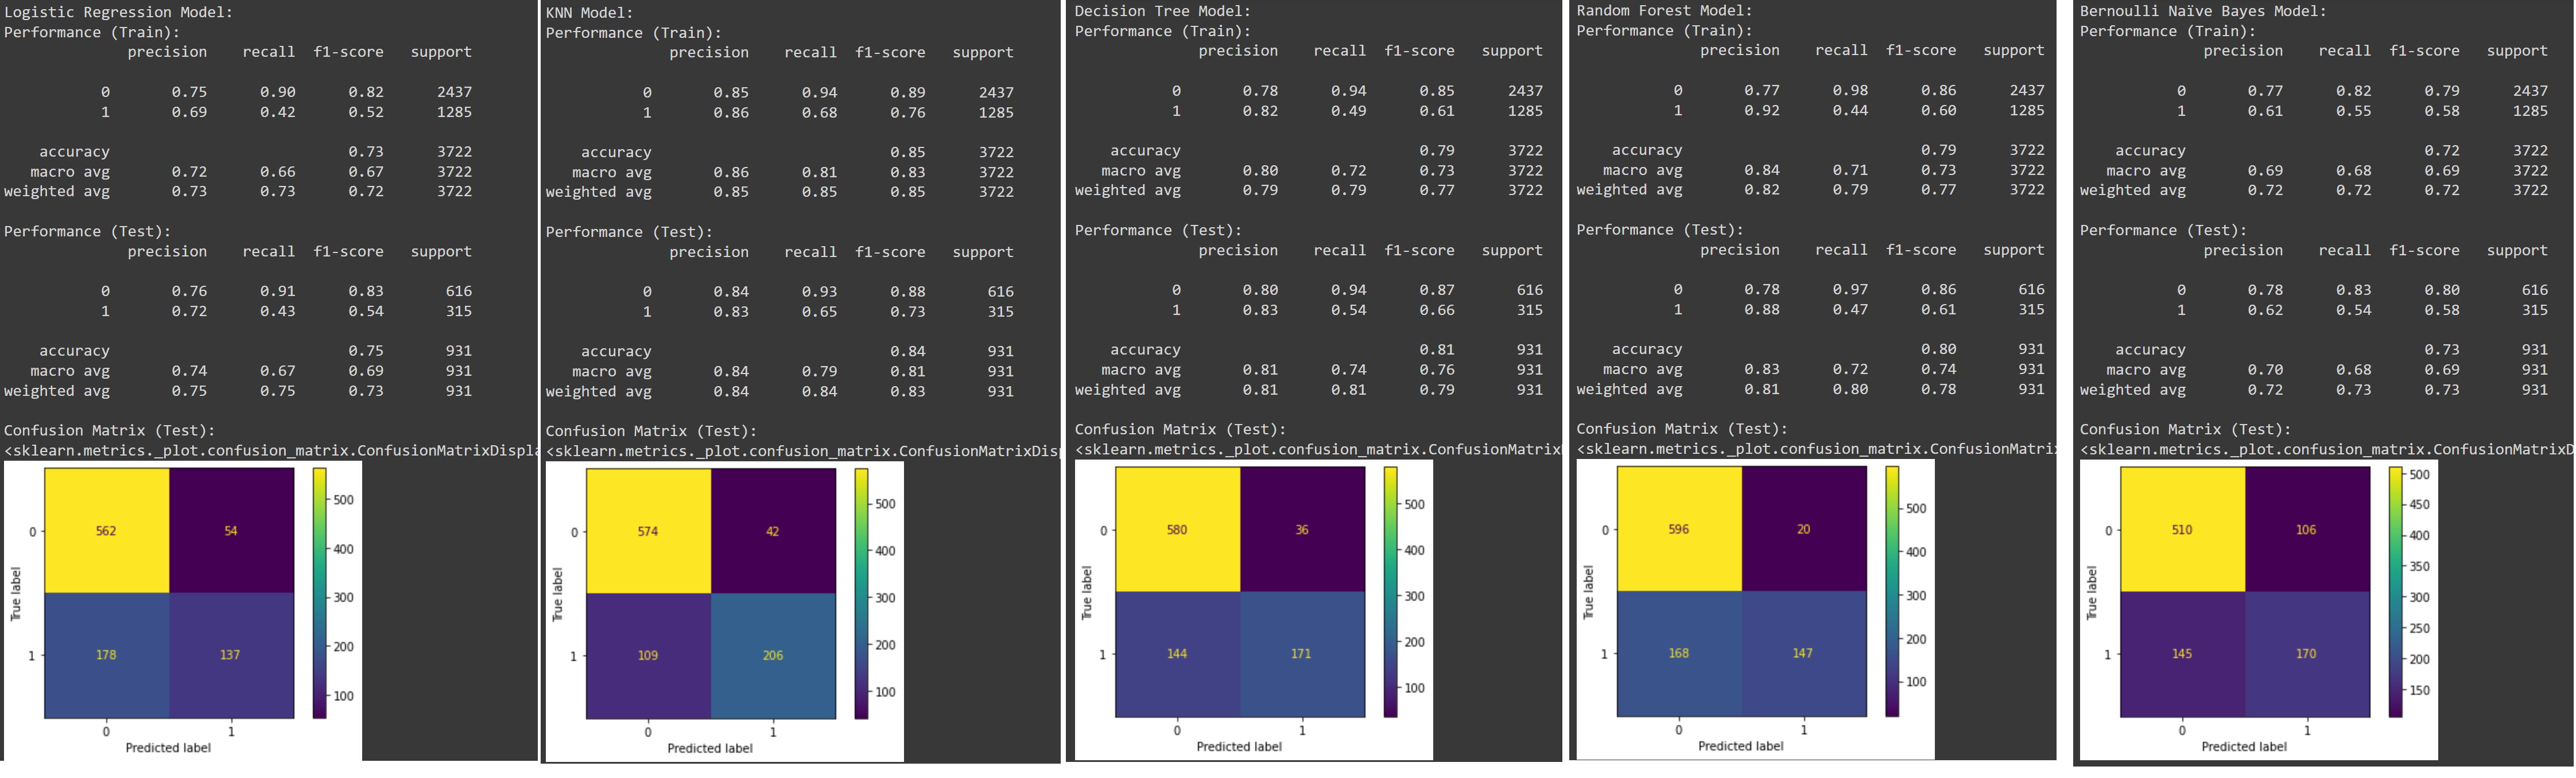 Logistic Regression Model:
Performance (Train):
precision recall f1-score support
0 0.75 0.90 0.82 2437
1 0.69 0.42 0.52 1285
accuracy 0.73 3722
macro avg 0.72 0.66 0.67 3722
weighted avg 0.73 0.73 0.72 3722
Performance (Test):
precision recall f1-score support
0 0.76 0.91 0.83 616
1 0.72 0.43 0.54 315
accuracy 0.75 931
macro avg 0.74 0.67 0.69 931
weighted avg 0.75 0.75 0.73 931
Confusion Matrix (Test):
<sklearn.metrics._plot.confusion_matrix.ConfusionMatrixDispla
500
0 562 54
400
300
True label
200
1 178 137
100
0 1
Predicted label
KNN Model:
Performance (Train):
precision recall f1-score support
0 0.85 0.94 0.89 2437
1 0.86 0.68 0.76 1285
accuracy 0.85 3722
macro avg 0.86 0.81 0.83 3722
weighted avg 0.85 0.85 0.85 3722
Performance (Test):
precision recall f1-score support
0 0.84 0.93 0.88 616
1 0.83 0.65 0.73 315
accuracy 0.84 931
macro avg 0.84 0.79 0.81 931
weighted avg 0.84 0.84 0.83 931
Confusion Matrix (Test):
<sklearn.metrics._plot.confusion_matrix.ConfusionMatrixDisp
500
0 574 42
400
300
True label
200
1 109 206
100
0 1
Predicted label
Decision Tree Model:
Performance (Train):
precision recall f1-score support
0 0.78 0.94 0.85 2437
1 0.82 0.49 0.61 1285
accuracy 0.79 3722
macro avg 0.80 0.72 0.73 3722
weighted avg 0.79 0.79 0.77 3722
Performance (Test):
precision recall f1-score support
0 0.80 0.94 0.87 616
1 0.83 0.54 0.66 315
accuracy 0.81 931
macro avg 0.81 0.74 0.76 931
weighted avg 0.81 0.81 0.79 931
Confusion Matrix (Test):
<sklearn.metrics._plot.confusion_matrix.ConfusionMatrix
500
0 580 36
400
300
True label
200
1 144 171
100
0 1
Predicted label
Random Forest Model:
Performance (Train):
precision recall f1-score support
0 0.77 0.98 0.86 2437
1 0.92 0.44 0.60 1285
accuracy 0.79 3722
macro avg 0.84 0.71 0.73 3722
weighted avg 0.82 0.79 0.77 3722
Performance (Test):
precision recall f1-score support
0 0.78 0.97 0.86 616
1 0.88 0.47 0.61 315
accuracy 0.80 931
macro avg 0.83 0.72 0.74 931
weighted avg 0.81 0.80 0.78 931
Confusion Matrix (Test):
<sklearn.metrics._plot.confusion_matrix.ConfusionMatri
500
0 596 20
400
300
True label
200
1 168 147
100
0 1
Predicted label
Bernoulli Naïve Bayes Model:
Performance (Train):
precision recall f1-score support
0 0.77 0.82 0.79 2437
1 0.61 0.55 0.58 1285
accuracy 0.72 3722
macro avg 0.69 0.68 0.69 3722
weighted avg 0.72 0.72 0.72 3722
Performance (Test):
precision recall f1-score support
0 0.78 0.83 0.80 616
1 0.62 0.54 0.58 315
accuracy 0.73 931
macro avg 0.70 0.68 0.69 931
weighted avg 0.72 0.73 0.73 931
Confusion Matrix (Test):
<sklearn.metrics._plot.confusion_matrix.ConfusionMatrixD
500
450
0 510 106
400
350
300
True label
250
200
1 145 170
150
0 1
Predicted label